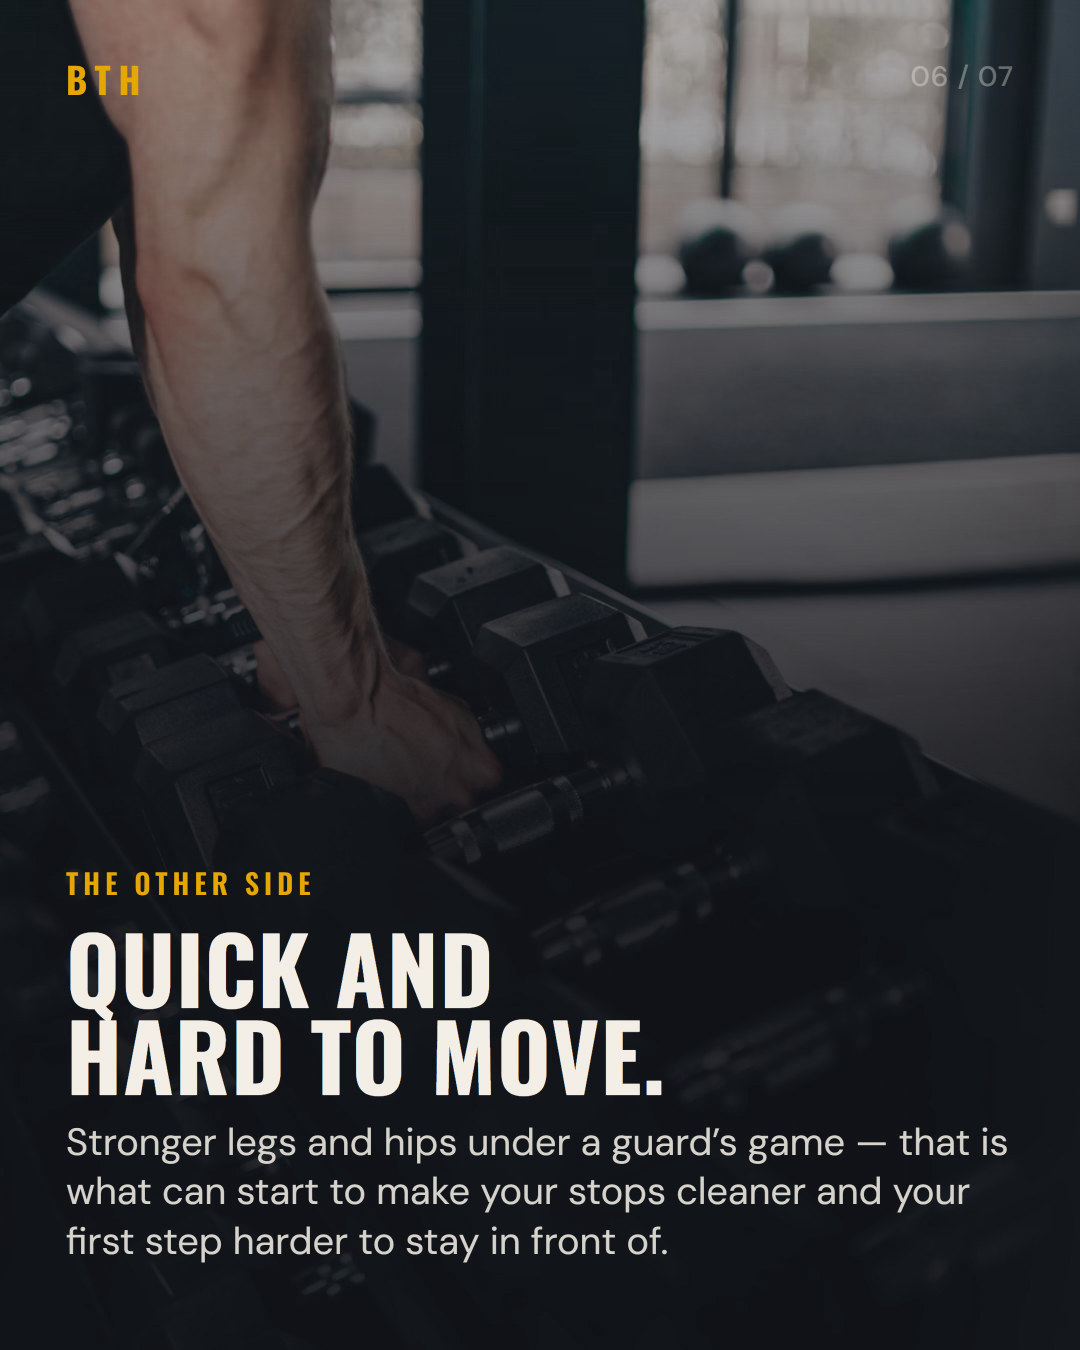 BTH
06 / 07
THE OTHER SIDE
QUICK AND
HARD TO MOVE.
Stronger legs and hips under a guard’s game — that is
what can start to make your stops cleaner and your
first step harder to stay in front of.